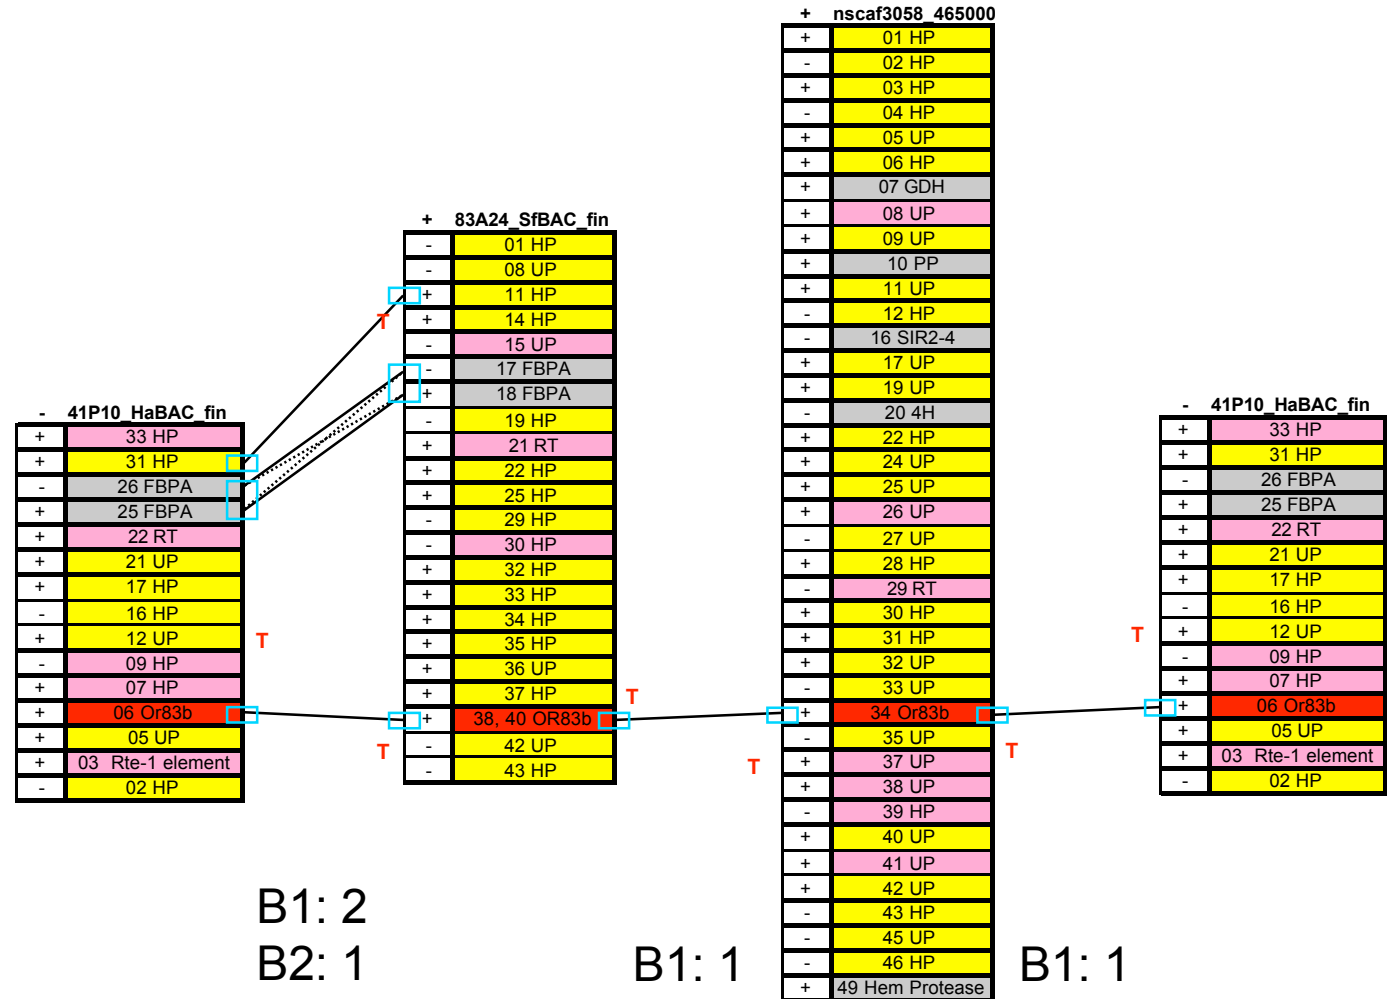 - 41P10_HaBAC_fin
+ 33 HP
+ 31 HP
- 26 FBPA
+ 25 FBPA
+ 22 RT
+ 21 UP
+ 17 HP
- 16 HP
+ 12 UP
- 09 HP
+ 07 HP
+ 06 Or83b
+ 05 UP
+ 03 Rte-1 element
- 02 HP
T
T
T
B1: 2
B2: 1
+ 83A24_SfBAC_fin
- 01 HP
- 08 UP
+ 11 HP
+ 14 HP
- 15 UP
- 17 FBPA
+ 18 FBPA
- 19 HP
+ 21 RT
+ 22 HP
+ 25 HP
- 29 HP
- 30 HP
+ 32 HP
+ 33 HP
+ 34 HP
+ 35 HP
+ 36 UP
+ 37 HP
+ 38, 40 OR83b
- 42 UP
- 43 HP
T
T
B1: 1
+ nscaf3058_465000
+ 01 HP
- 02 HP
+ 03 HP
- 04 HP
+ 05 UP
+ 06 HP
+ 07 GDH
+ 08 UP
+ 09 UP
+ 10 PP
+ 11 UP
- 12 HP
- 16 SIR2-4
+ 17 UP
+ 19 UP
- 20 4H
+ 22 HP
+ 24 UP
+ 25 UP
+ 26 UP
- 27 UP
+ 28 HP
- 29 RT
+ 30 HP
+ 31 HP
+ 32 UP
- 33 UP
+ 34 Or83b
- 35 UP
+ 37 UP
+ 38 UP
- 39 HP
+ 40 UP
+ 41 UP
+ 42 UP
- 43 HP
- 45 UP
- 46 HP
+ 49 Hem Protease
T
T
B1: 1
- 41P10_HaBAC_fin
+ 33 HP
+ 31 HP
- 26 FBPA
+ 25 FBPA
+ 22 RT
+ 21 UP
+ 17 HP
- 16 HP
+ 12 UP
- 09 HP
+ 07 HP
+ 06 Or83b
+ 05 UP
+ 03 Rte-1 element
- 02 HP